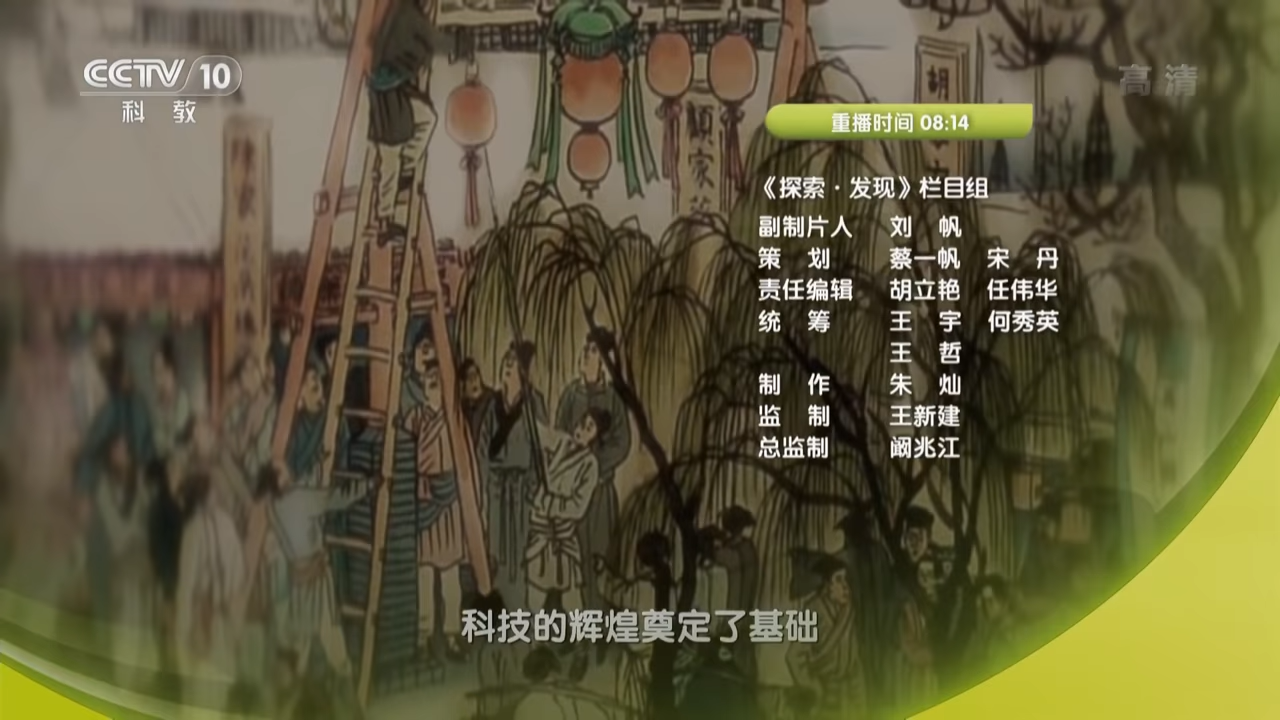 CCTV 10
科教
高清
胡
顾家
重播时间 08:14
《探索·发现》栏目组
副制片人 刘 帆
策 划 蔡一帆 宋 丹
责任编辑 胡立艳 任伟华
统 筹 王 宇 何秀英
王 哲
制 作 朱 灿
监 制 王新建
总监制 阚兆江
科技的辉煌奠定了基础